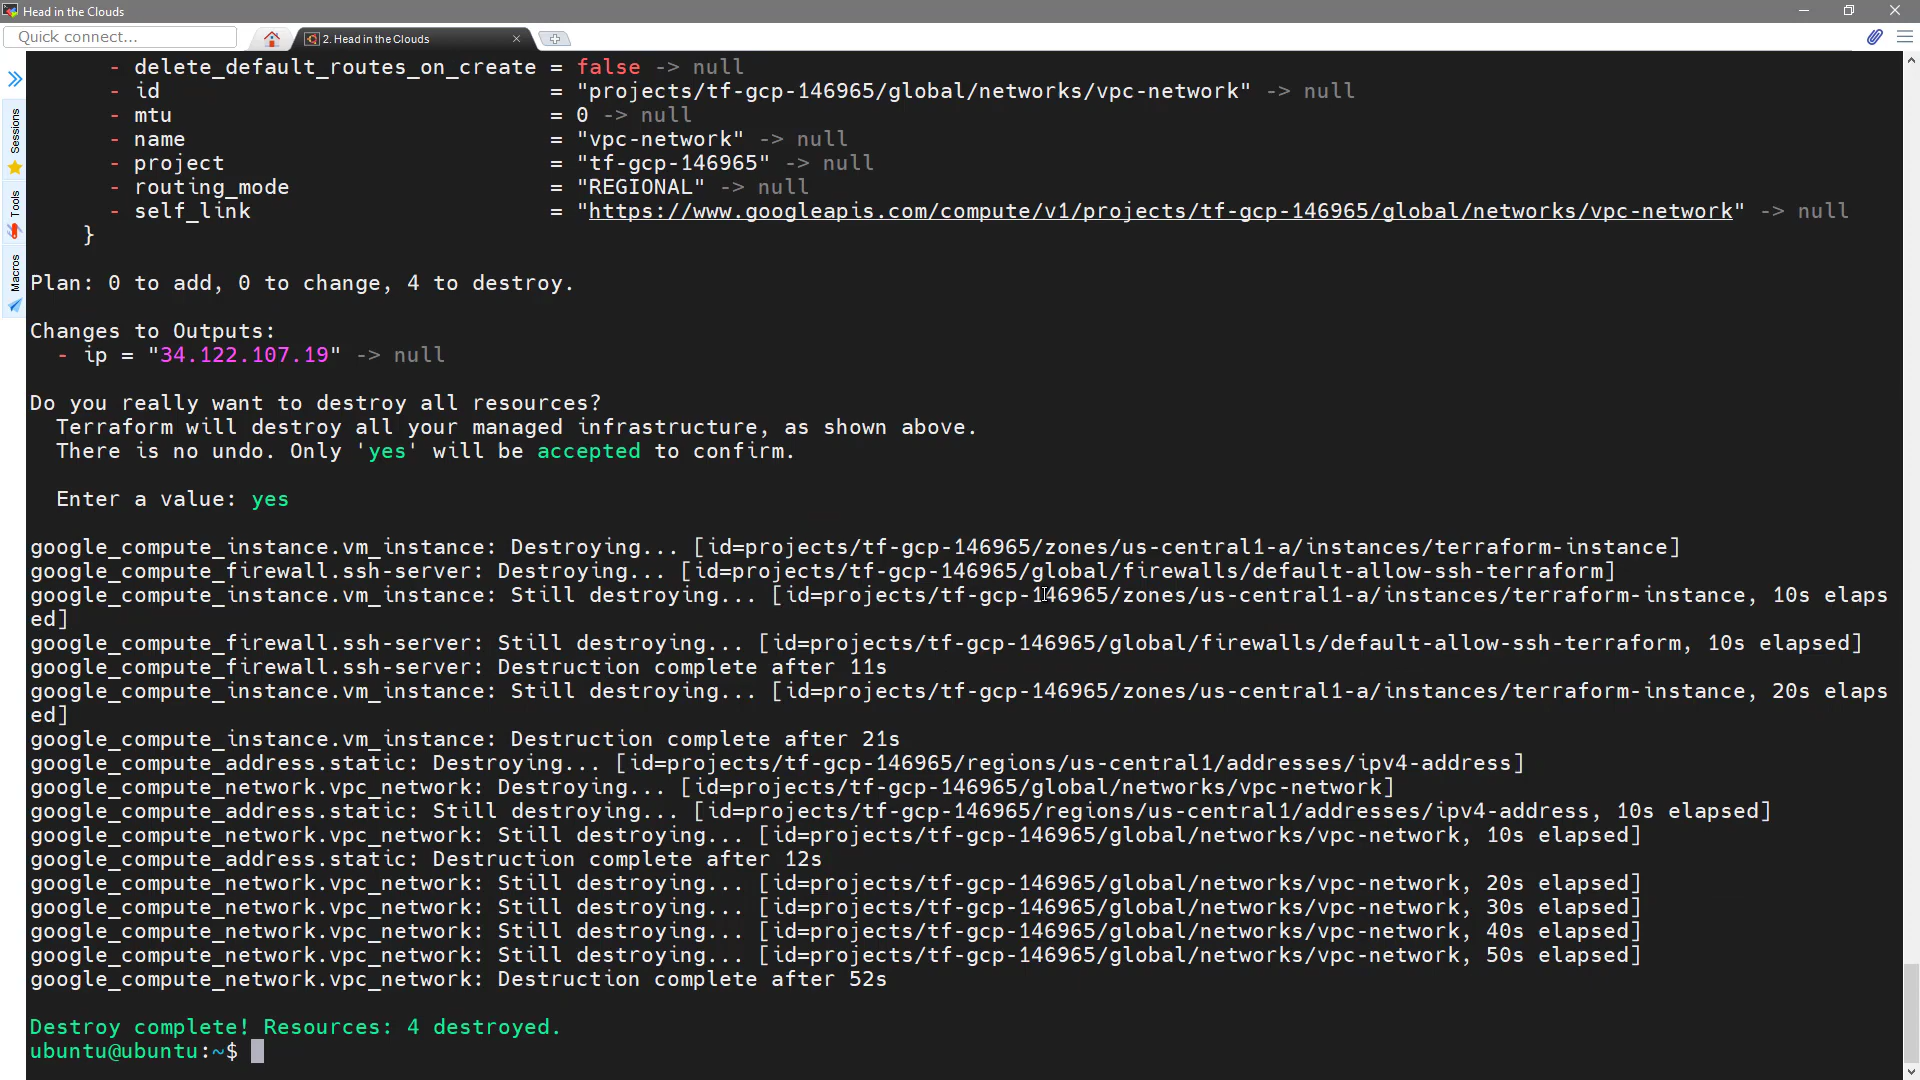 Head in the Clouds
Quick connect...
2. Head in the Clouds
Sessions
Tools
Macros
- delete_default_routes_on_create = false -> null
- id = "projects/tf-gcp-146965/global/networks/vpc-network" -> null
- mtu = 0 -> null
- name = "vpc-network" -> null
- project = "tf-gcp-146965" -> null
- routing_mode = "REGIONAL" -> null
- self_link = "https://www.googleapis.com/compute/v1/projects/tf-gcp-146965/global/networks/vpc-network" -> null
}
Plan: 0 to add, 0 to change, 4 to destroy.
Changes to Outputs:
- ip = "34.122.107.19" -> null
Do you really want to destroy all resources?
Terraform will destroy all your managed infrastructure, as shown above.
There is no undo. Only 'yes' will be accepted to confirm.
Enter a value: yes
google_compute_instance.vm_instance: Destroying... [id=projects/tf-gcp-146965/zones/us-central1-a/instances/terraform-instance]
google_compute_firewall.ssh-server: Destroying... [id=projects/tf-gcp-146965/global/firewalls/default-allow-ssh-terraform]
google_compute_instance.vm_instance: Still destroying... [id=projects/tf-gcp-146965/zones/us-central1-a/instances/terraform-instance, 10s elaps
ed]
google_compute_firewall.ssh-server: Still destroying... [id=projects/tf-gcp-146965/global/firewalls/default-allow-ssh-terraform, 10s elapsed]
google_compute_firewall.ssh-server: Destruction complete after 11s
google_compute_instance.vm_instance: Still destroying... [id=projects/tf-gcp-146965/zones/us-central1-a/instances/terraform-instance, 20s elaps
ed]
google_compute_instance.vm_instance: Destruction complete after 21s
google_compute_address.static: Destroying... [id=projects/tf-gcp-146965/regions/us-central1/addresses/ipv4-address]
google_compute_network.vpc_network: Destroying... [id=projects/tf-gcp-146965/global/networks/vpc-network]
google_compute_address.static: Still destroying... [id=projects/tf-gcp-146965/regions/us-central1/addresses/ipv4-address, 10s elapsed]
google_compute_network.vpc_network: Still destroying... [id=projects/tf-gcp-146965/global/networks/vpc-network, 10s elapsed]
google_compute_address.static: Destruction complete after 12s
google_compute_network.vpc_network: Still destroying... [id=projects/tf-gcp-146965/global/networks/vpc-network, 20s elapsed]
google_compute_network.vpc_network: Still destroying... [id=projects/tf-gcp-146965/global/networks/vpc-network, 30s elapsed]
google_compute_network.vpc_network: Still destroying... [id=projects/tf-gcp-146965/global/networks/vpc-network, 40s elapsed]
google_compute_network.vpc_network: Still destroying... [id=projects/tf-gcp-146965/global/networks/vpc-network, 50s elapsed]
google_compute_network.vpc_network: Destruction complete after 52s
Destroy complete! Resources: 4 destroyed.
ubuntu@ubuntu:~$